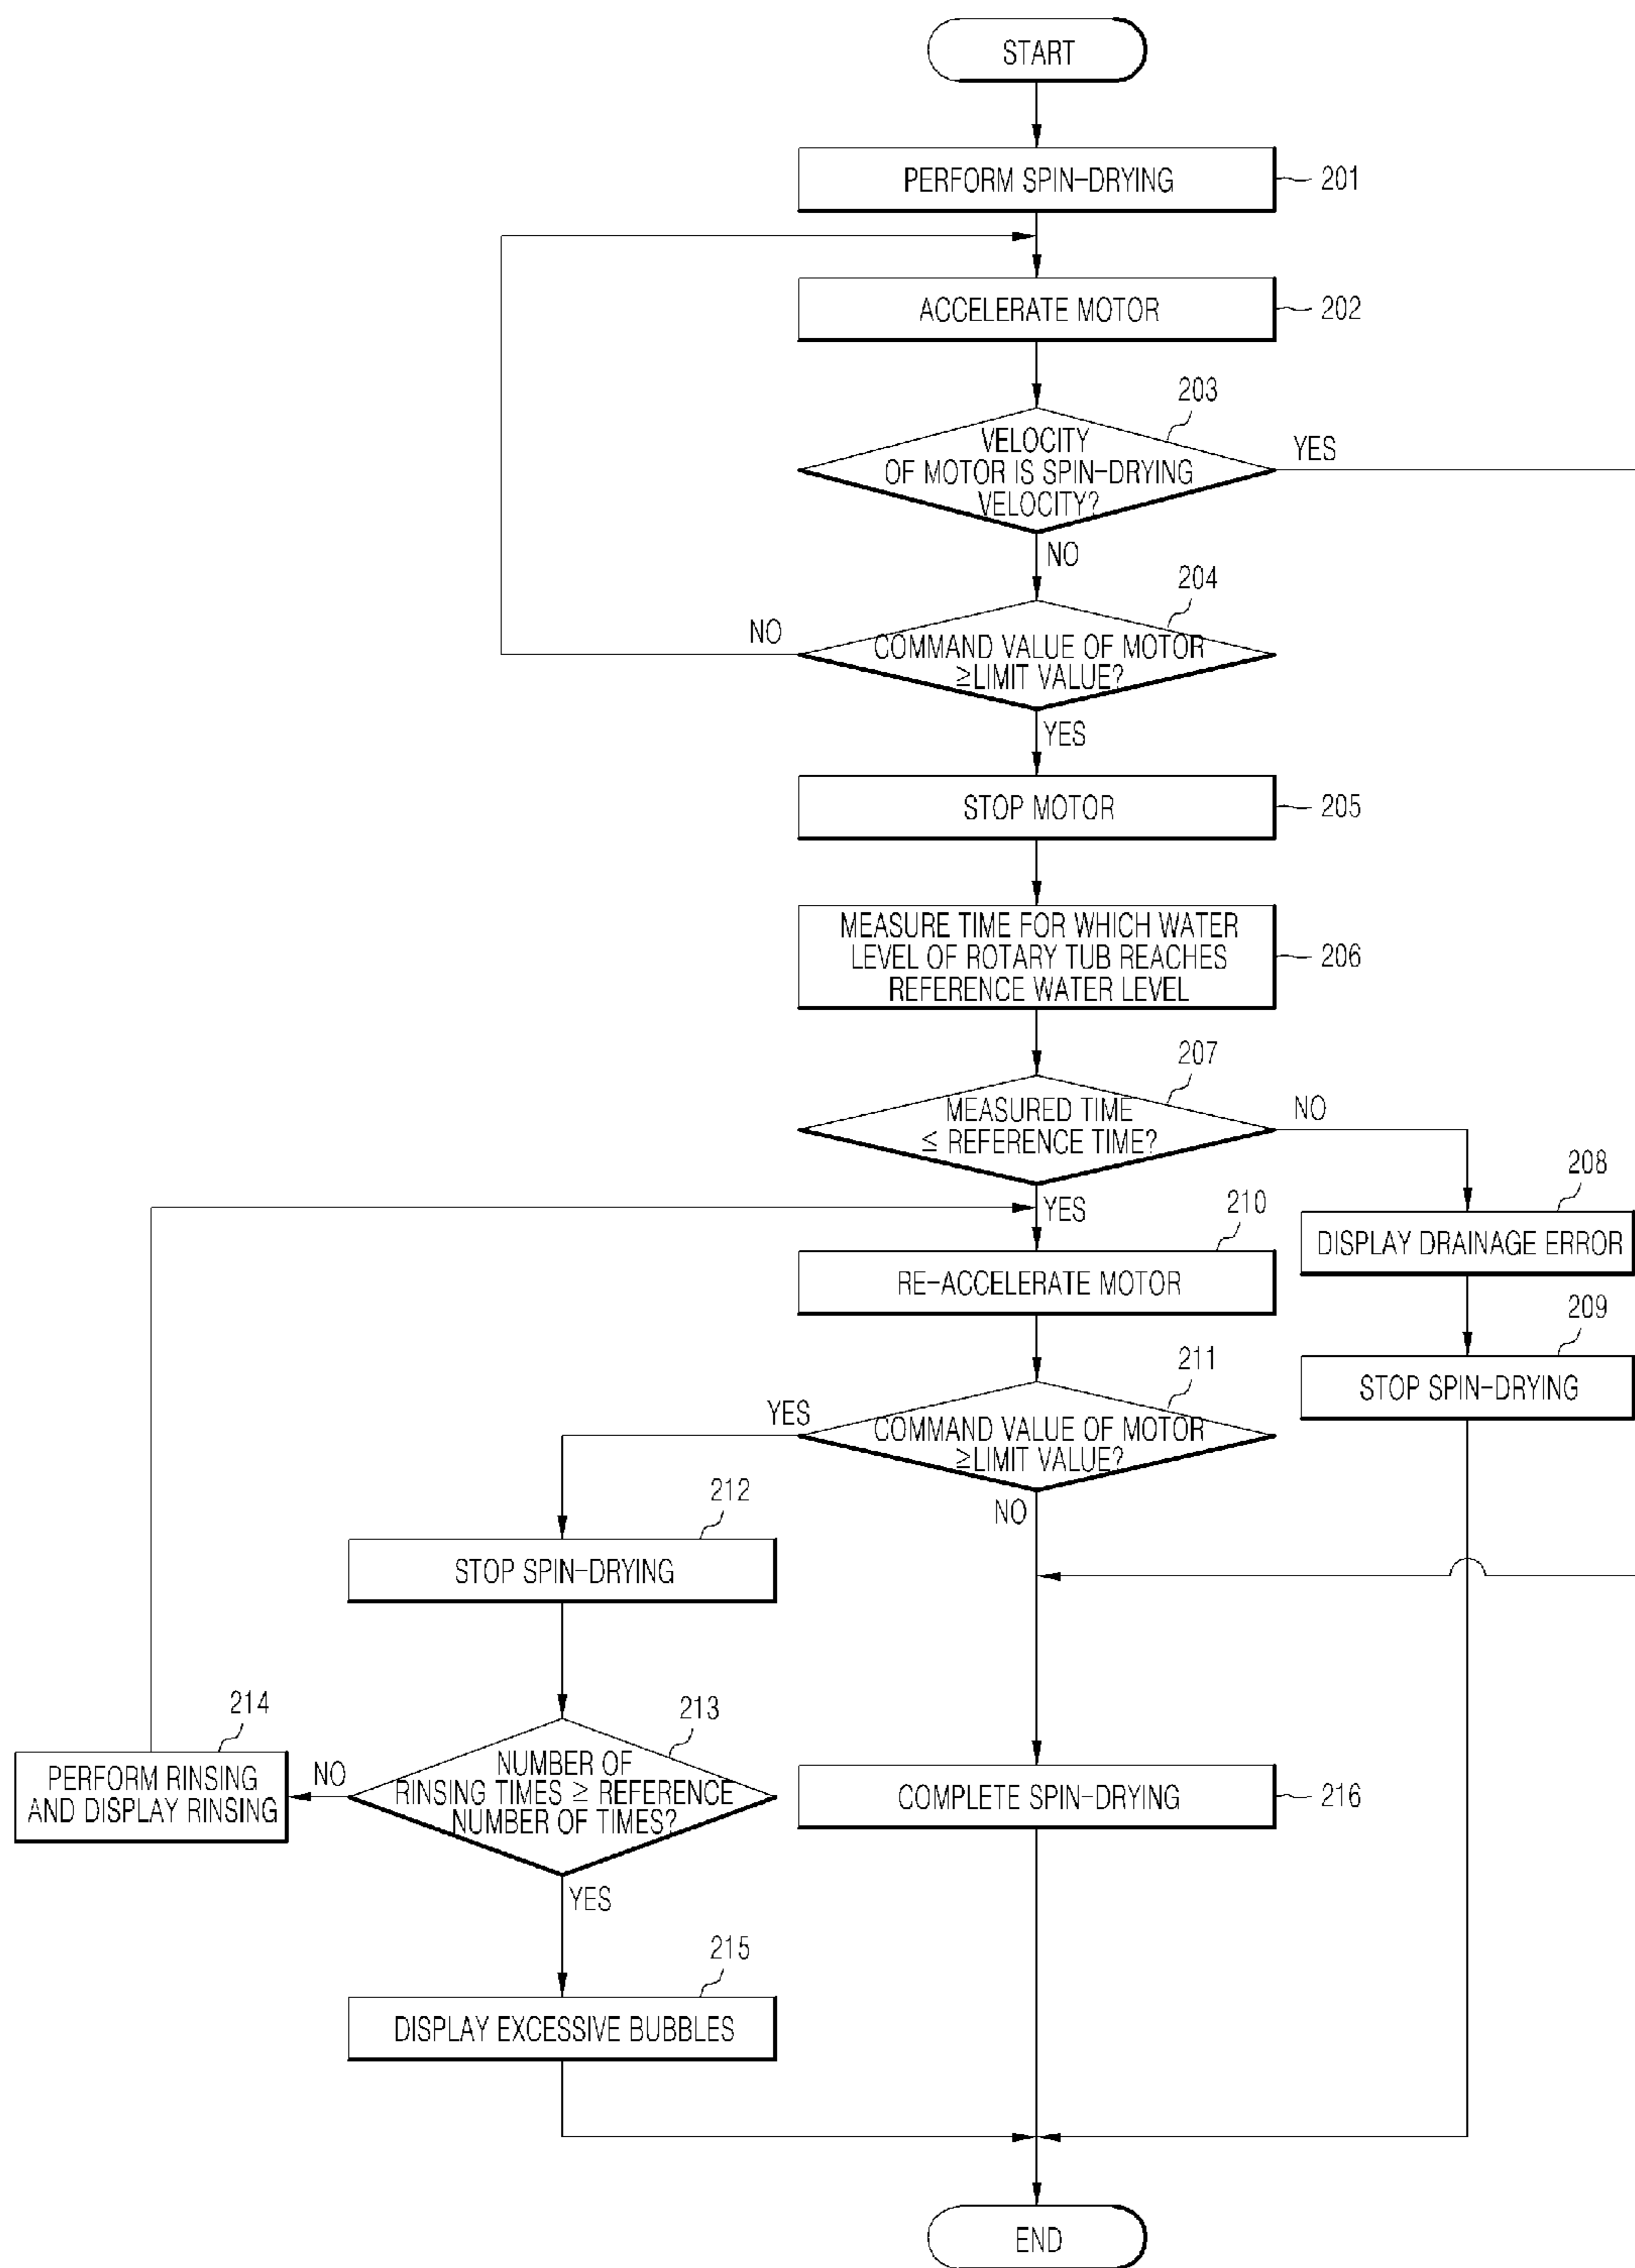 START
PERFORM SPIN-DRYING
201
ACCELERATE MOTOR
202
203
VELOCITY
OF MOTOR IS SPIN-DRYING
VELOCITY?
YES
NO
204
NO
COMMAND VALUE OF MOTOR
≥LIMIT VALUE?
YES
STOP MOTOR
205
MEASURE TIME FOR WHICH WATER
LEVEL OF ROTARY TUB REACHES
REFERENCE WATER LEVEL
206
207
MEASURED TIME
≤ REFERENCE TIME?
NO
YES
208
DISPLAY DRAINAGE ERROR
210
RE-ACCELERATE MOTOR
209
STOP SPIN-DRYING
211
YES
COMMAND VALUE OF MOTOR
≥LIMIT VALUE?
NO
212
STOP SPIN-DRYING
214
PERFORM RINSING
AND DISPLAY RINSING
NO
213
NUMBER OF
RINSING TIMES ≥ REFERENCE
NUMBER OF TIMES?
COMPLETE SPIN-DRYING
216
YES
215
DISPLAY EXCESSIVE BUBBLES
END